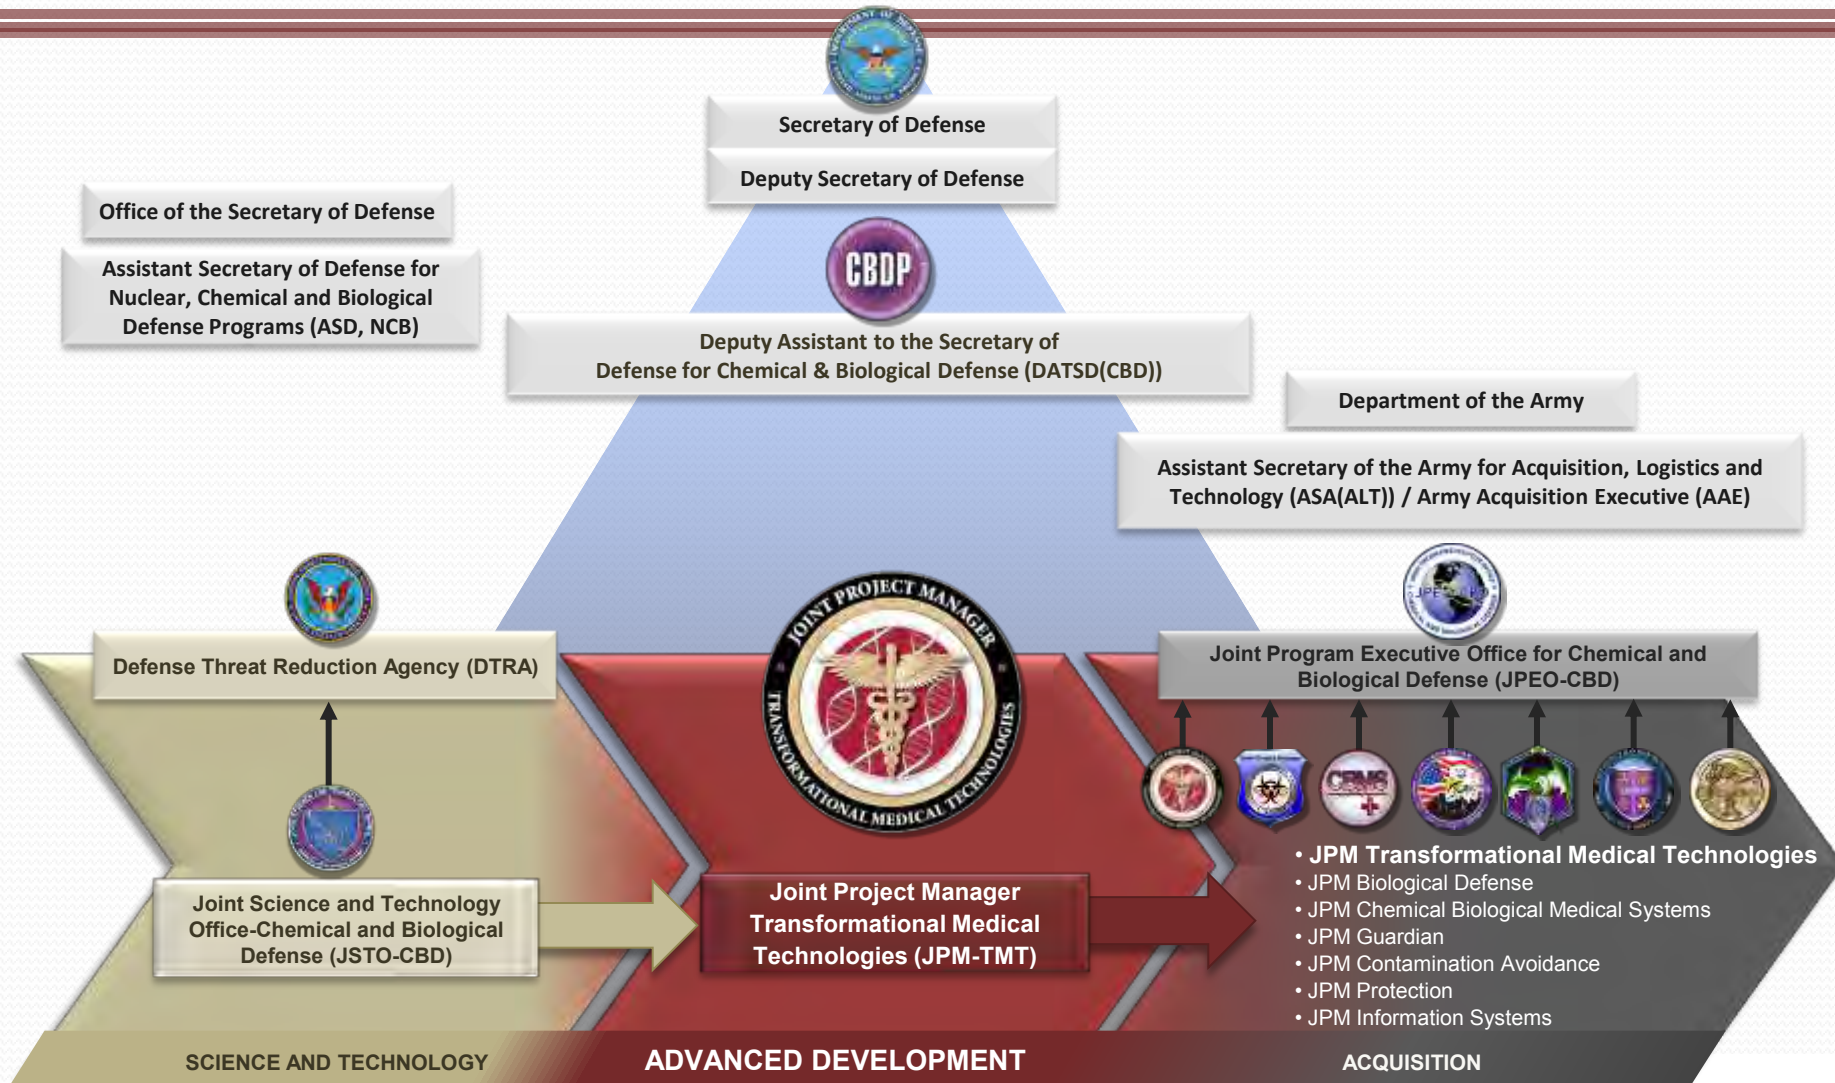 Secretary of Defense
Deputy Secretary of Defense
Office of the Secretary of Defense
Assistant Secretary of Defense for
Nuclear, Chemical and Biological
Defense Programs (ASD, NCB)
CBDP
Deputy Assistant to the Secretary of
Defense for Chemical & Biological Defense (DATSD(CBD))
Department of the Army
Assistant Secretary of the Army for Acquisition, Logistics and
Technology (ASA(ALT)) / Army Acquisition Executive (AAE)
Defense Threat Reduction Agency (DTRA)
JOINT PROJECT MANAGER
TRANSFORMATIONAL MEDICAL TECHNOLOGIES
Joint Program Executive Office for Chemical and
Biological Defense (JPEO-CBD)
CBMS
Joint Science and Technology
Office-Chemical and Biological
Defense (JSTO-CBD)
Joint Project Manager
Transformational Medical
Technologies (JPM-TMT)
• JPM Transformational Medical Technologies
• JPM Biological Defense
• JPM Chemical Biological Medical Systems
• JPM Guardian
• JPM Contamination Avoidance
• JPM Protection
• JPM Information Systems
SCIENCE AND TECHNOLOGY
ADVANCED DEVELOPMENT
ACQUISITION